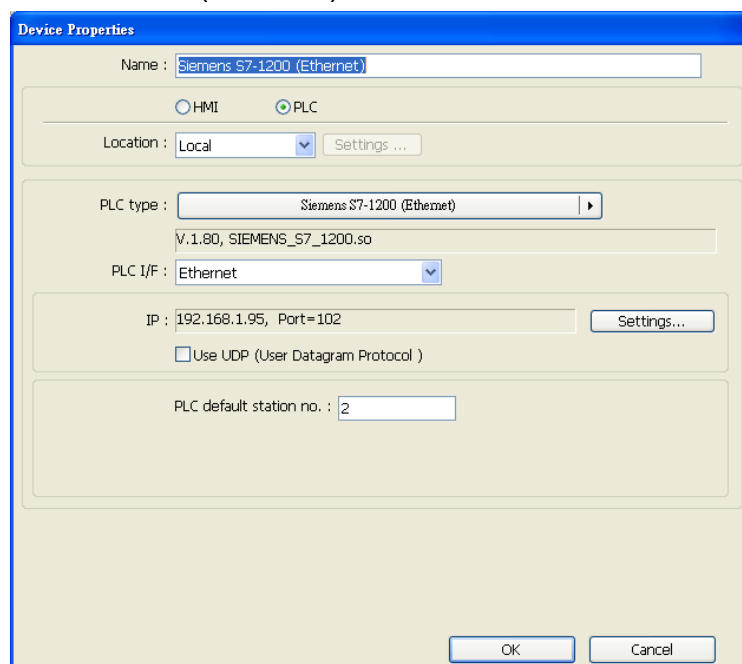 Device Properties
Name : Siemens S7-1200 (Ethernet)
HMI PLC
Location : Local Settings ...
PLC type : Siemens S7-1200 (Ethernet)
V.1.80, SIEMENS_S7_1200.so
PLC I/F : Ethernet
IP : 192.168.1.95, Port=102 Settings...
Use UDP (User Datagram Protocol )
PLC default station no. : 2
OK Cancel